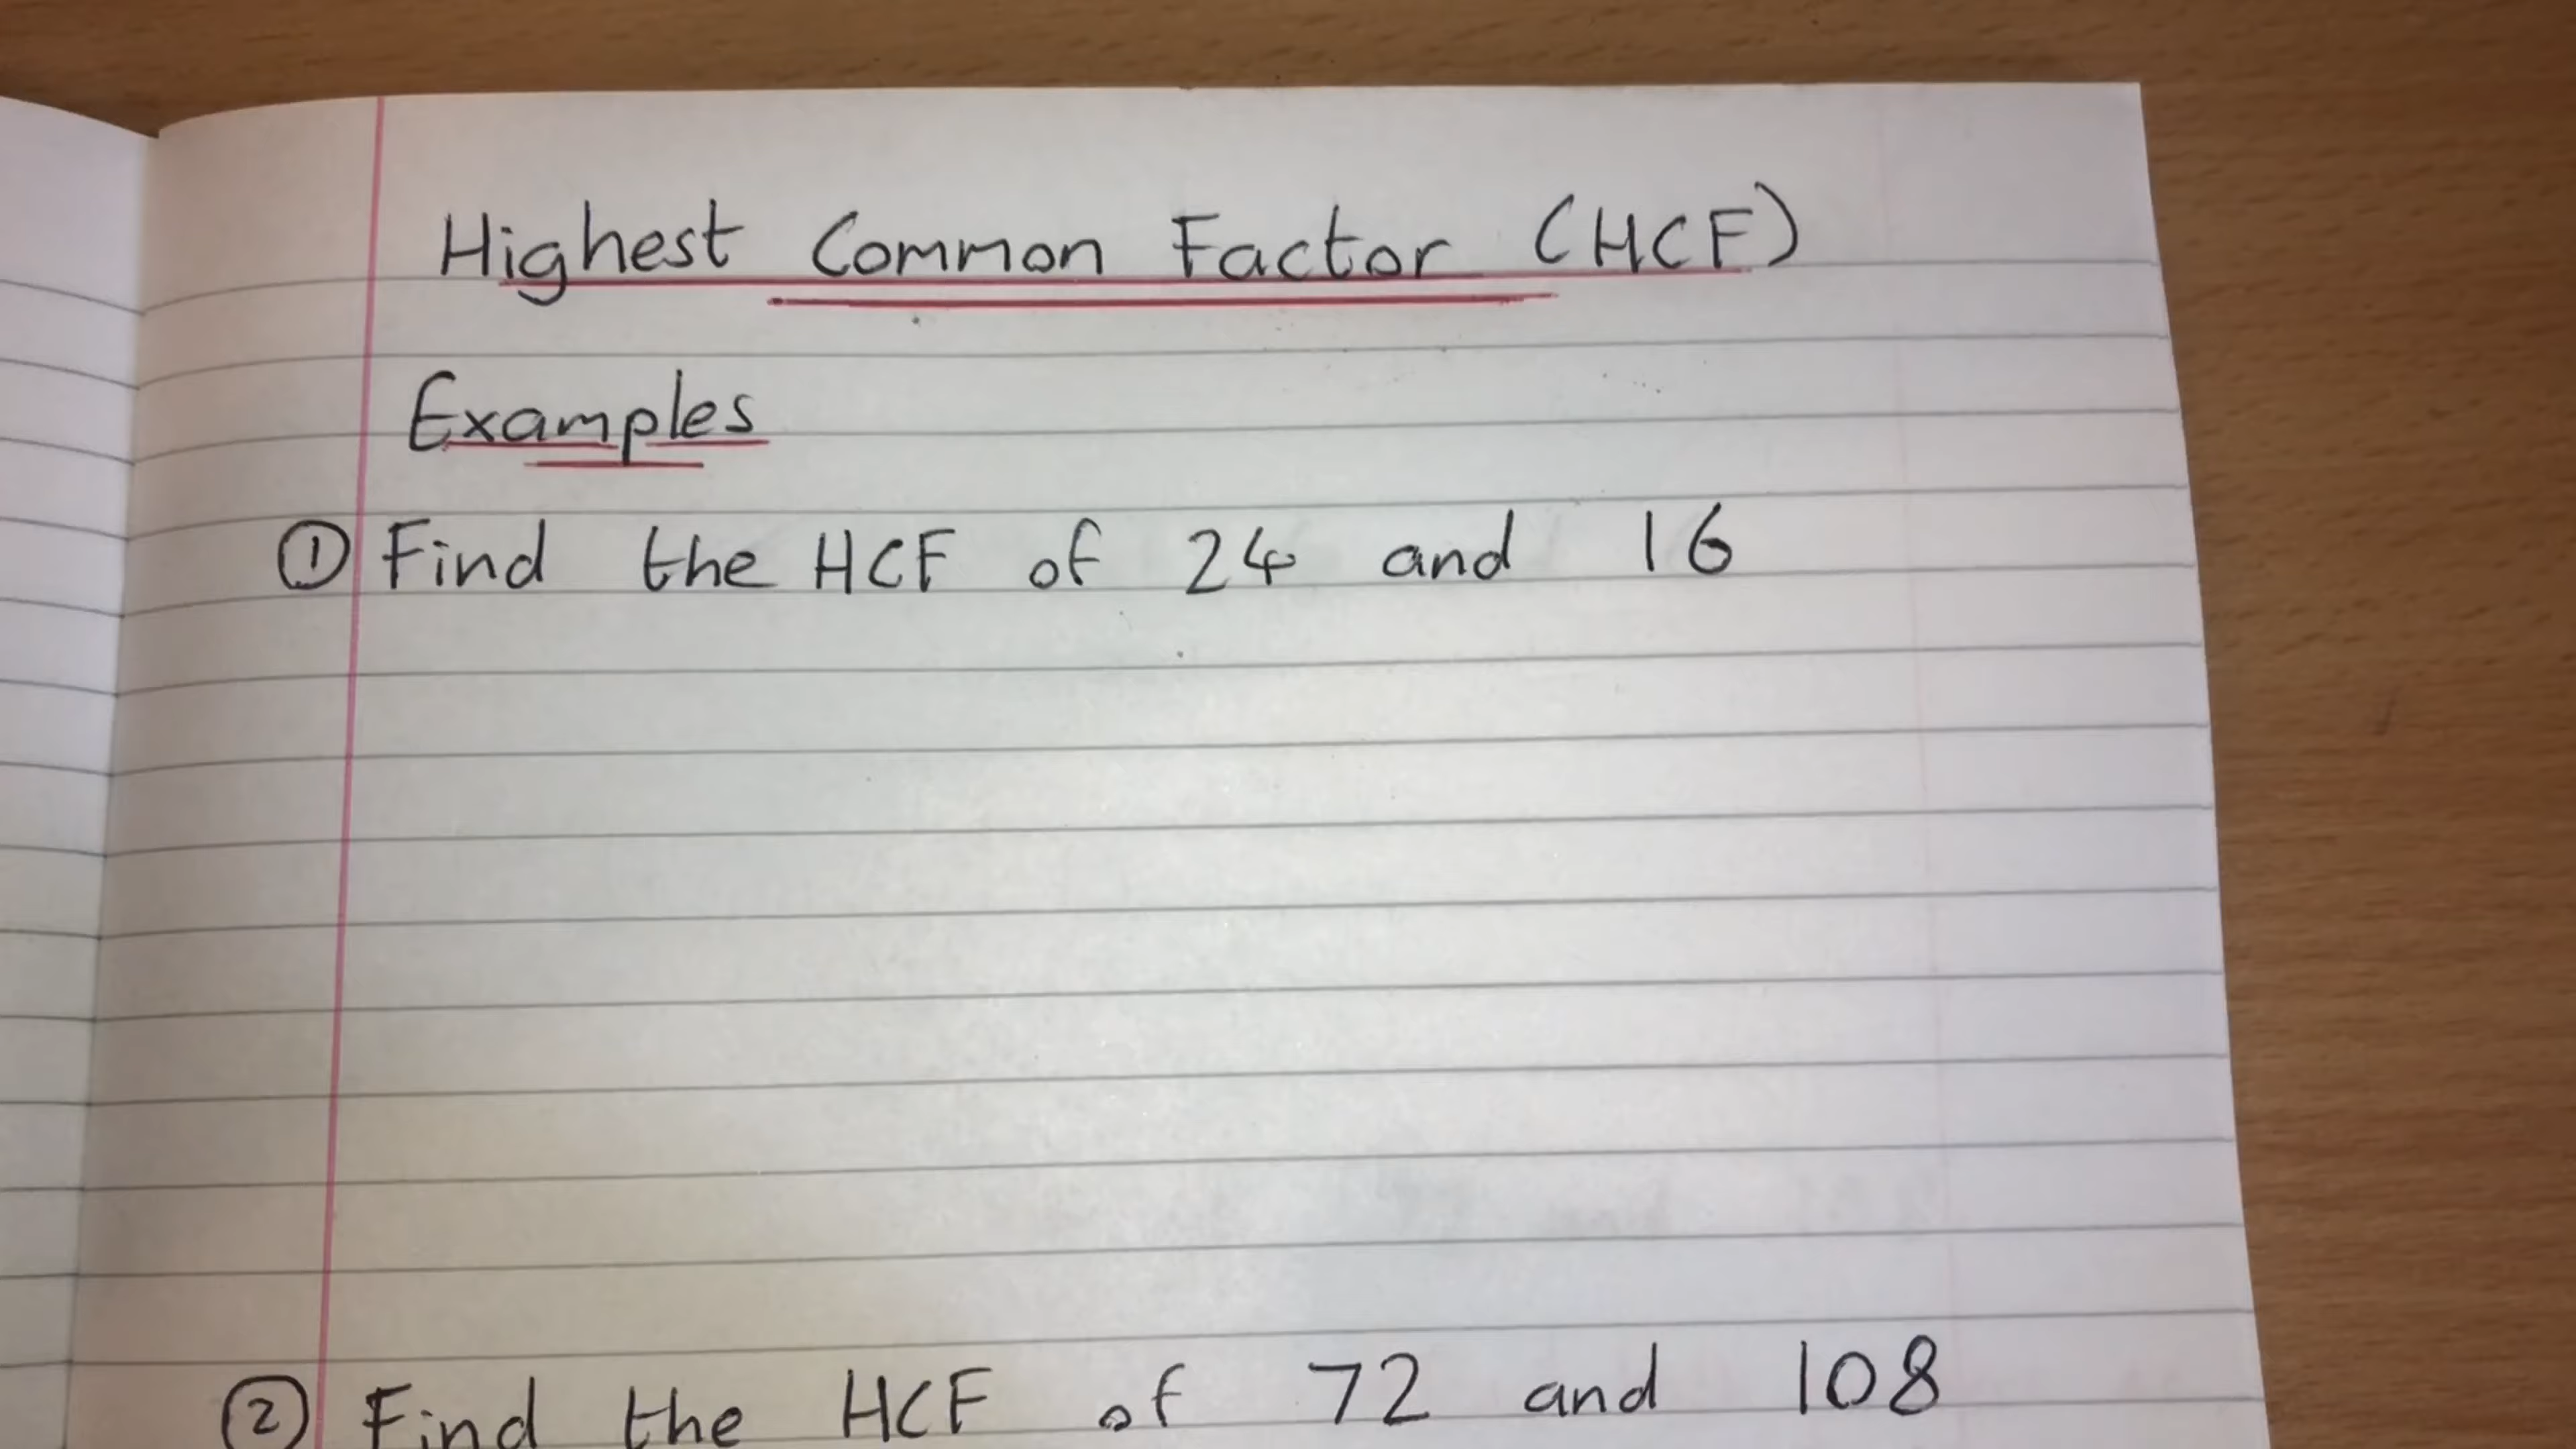 Highest Common Factor (HCF)
Examples
① Find the HCF of 24 and 16
② Find the HCF of 72 and 108